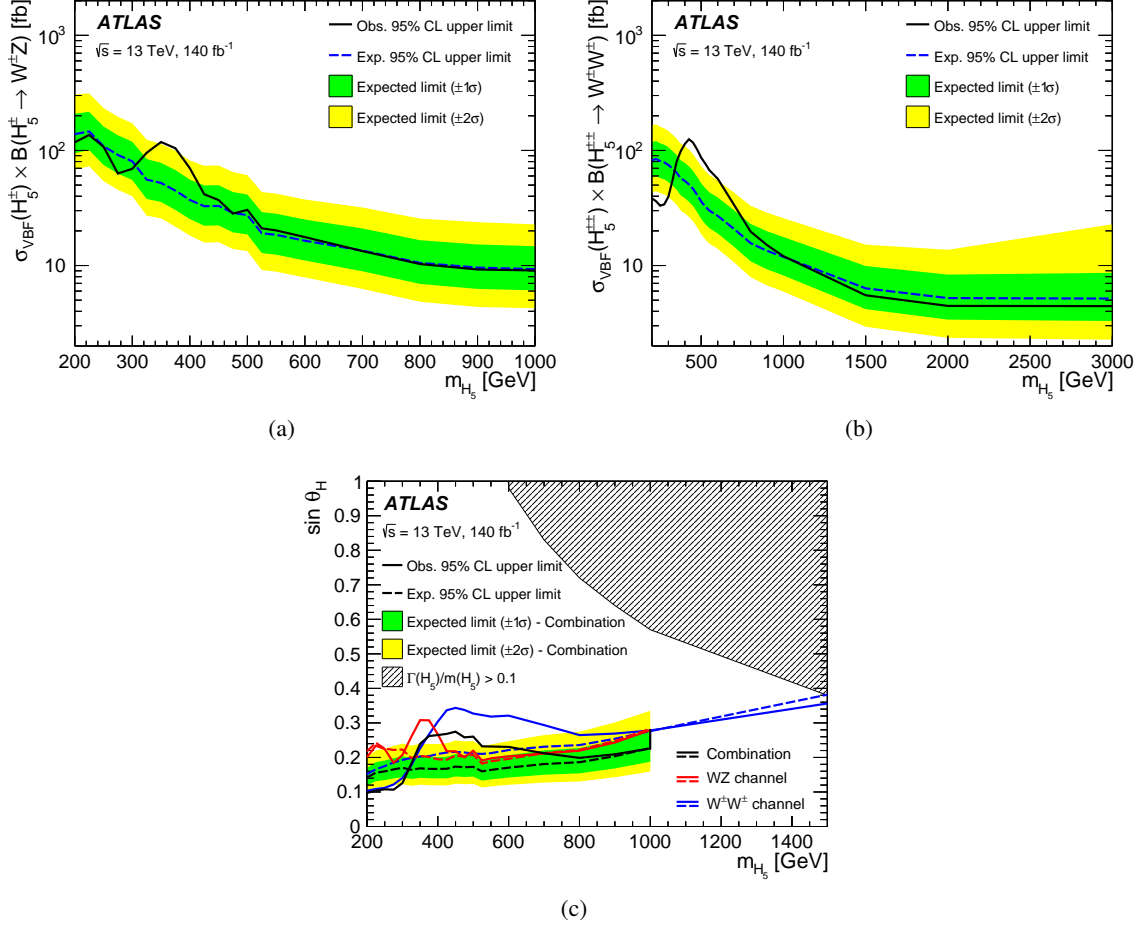 σ_VBF(H₅^±) × B(H₅^± → W^±Z) [fb]
10²
10
ATLAS
√s = 13 TeV, 140 fb⁻¹
Obs. 95% CL upper limit
Exp. 95% CL upper limit
Expected limit (±1σ)
Expected limit (±2σ)
200 300 400 500 600 700 800 900 1000
m_H₅ [GeV]
(a)
σ_VBF(H₅^±±) × B(H₅^±± → W^±W^±) [fb]
10³
10²
10
ATLAS
√s = 13 TeV, 140 fb⁻¹
Obs. 95% CL upper limit
Exp. 95% CL upper limit
Expected limit (±1σ)
Expected limit (±2σ)
500 1000 1500 2000 2500 3000
m_H₅ [GeV]
(b)
sin θ_H
1
0.9
0.8
0.7
0.6
0.5
0.4
0.3
0.2
0.1
0
ATLAS
√s = 13 TeV, 140 fb⁻¹
Obs. 95% CL upper limit
Exp. 95% CL upper limit
Expected limit (±1σ) - Combination
Expected limit (±2σ) - Combination
Γ(H₅)/m(H₅) > 0.1
Combination
WZ channel
W^±W^± channel
200 400 600 800 1000 1200 1400
m_H₅ [GeV]
(c)